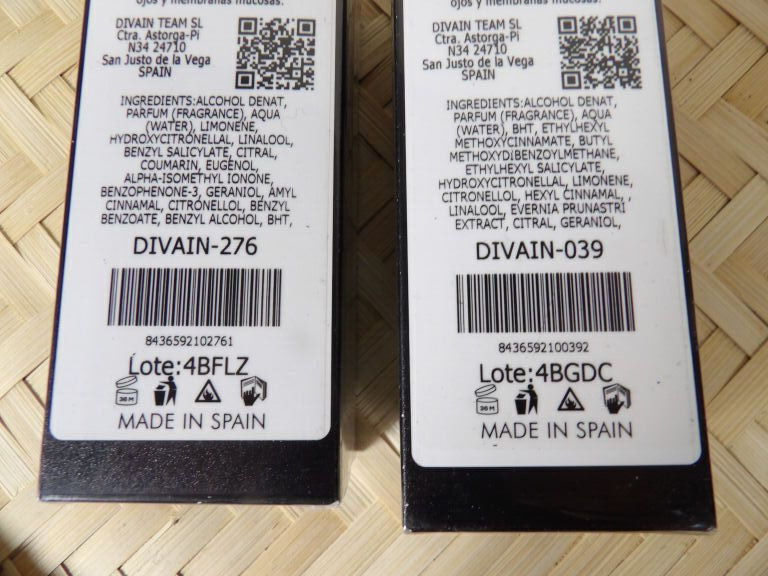 ojos y membranas mucosas.
DIVAIN TEAM SL
Ctra. Astorga-Pi
N34 24710
San Justo de la Vega
SPAIN
INGREDIENTS:ALCOHOL DENAT,
PARFUM (FRAGRANCE), AQUA
(WATER), LIMONENE,
HYDROXYCITRONELLAL, LINALOOL,
BENZYL SALICYLATE, CITRAL,
COUMARIN, EUGENOL,
ALPHA-ISOMETHYL IONONE,
BENZOPHENONE-3, GERANIOL, AMYL
CINNAMAL, CITRONELLOL, BENZYL
BENZOATE, BENZYL ALCOHOL, BHT,
DIVAIN-276
8436592102761
Lote:4BFLZ
36 M
MADE IN SPAIN
ojos y membranas mucosas.
DIVAIN TEAM SL
Ctra. Astorga-Pi
N34 24710
San Justo de la Vega
SPAIN
INGREDIENTS:ALCOHOL DENAT,
PARFUM (FRAGRANCE), AQUA
(WATER), BHT, ETHYLHEXYL
METHOXYCINNAMATE, BUTYL
METHOXYDIBENZOYLMETHANE,
ETHYLHEXYL SALICYLATE,
HYDROXYCITRONELLAL, LIMONENE,
CITRONELLOL, HEXYL CINNAMAL, ,
LINALOOL, EVERNIA PRUNASTRI
EXTRACT, CITRAL, GERANIOL,
DIVAIN-039
8436592100392
Lote:4BGDC
36 M
MADE IN SPAIN